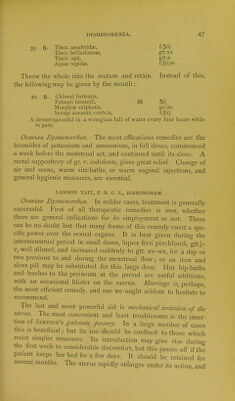 DYSMENORRHŒA. 47
39. ℞. Tinct. assafœtidæ, f.ʒiij
Tinct. belladonnæ, gtt.xx
Tinct. opii, gtt.x
Aquæ tepidæ,
Throw the whole into the rectum and retain. Instead of this,
the following may be given by the mouth:
40. ℞. Chloral hydratis,
Potassii bromidi, āā ʒij
Morphiæ sulphatis,
Syrupi aurantii corticis,
A dessertspoonful in a wineglass full of water every four hours while
in pain.
Ovarian Dysmenorrhœa. The most efficacious remedies are the
bromides of potassium and ammonium, in full doses, commenced
a week before the menstrual act, and continued until its close. A
rectal suppository of gr. v. iodoform, gives great relief. Change of
air and scene, warm sitz-baths, or warm vaginal injections, and
general hygienic measures, are essential.
LAWSON TAIT, F. R. C. S., BIRMINGHAM.
Ovarian Dysmenorrhœa. In milder cases, treatment is generally
successful. First of all therapeutic remedies is iron, whether
there are general indications for its employment or not. There
can be no doubt but that many forms of this remedy exert a spe-
cific power over the sexual organs. It is best given during the
intermenstrual period in small doses, liquor ferri perchloridi, gtt.j–
v, well diluted, and increased suddenly to gtt. xv–xx, for a day or
two previous to and during the menstrual flow; or an iron and
aloes pill may be substituted for this large dose. Hot hip-baths
and leeches to the perineum at the period are useful additions,
with an occasional blister on the sacrum. Marriage is, perhaps,
the most efficient remedy, and one we ought seldom to hesitate to
recommend.
The last and most powerful aid is mechanical irritation of the
uterus. The most convenient and least troublesome is the inser-
tion of Simpson's galvanic pessary. In a large number of cases
this is beneficial; but its use should be confined to those which
resist simpler measures. Its introduction may give rise during
the first week to considerable discomfort, but this passes off if the
patient keeps her bed for a few days. It should be retained for
several months. The uterus rapidly enlarges under its action, and